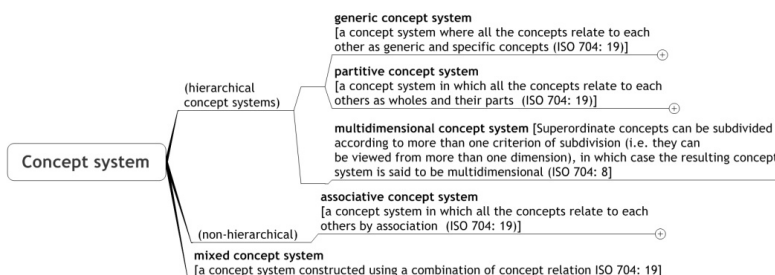 generic concept system
[a concept system where all the concepts relate to each
other as generic and specific concepts (ISO 704: 19)]
partitive concept system
[a concept system in which all the concepts relate to each
others as wholes and their parts (ISO 704: 19)]
(hierarchical
concept systems)
multidimensional concept system [Superordinate concepts can be subdivided
according to more than one criterion of subdivision (i.e. they can
be viewed from more than one dimension), in which case the resulting concept
system is said to be multidimensional (ISO 704: 8]
Concept system
associative concept system
[a concept system in which all the concepts relate to each
others by association (ISO 704: 19)]
(non-hierarchical)
mixed concept system
[a concept system constructed using a combination of concept relation ISO 704: 19]